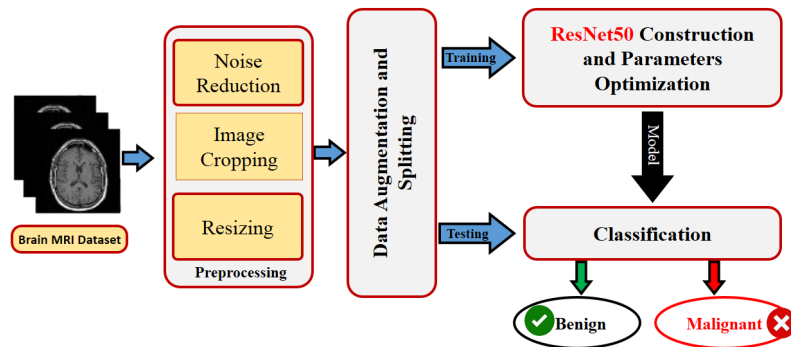 Brain MRI Dataset
Noise
Reduction
Image
Cropping
Resizing
Preprocessing
Data Augmentation and
Splitting
Training
Testing
ResNet50 Construction
and Parameters
Optimization
Model
Classification
Benign
Malignant